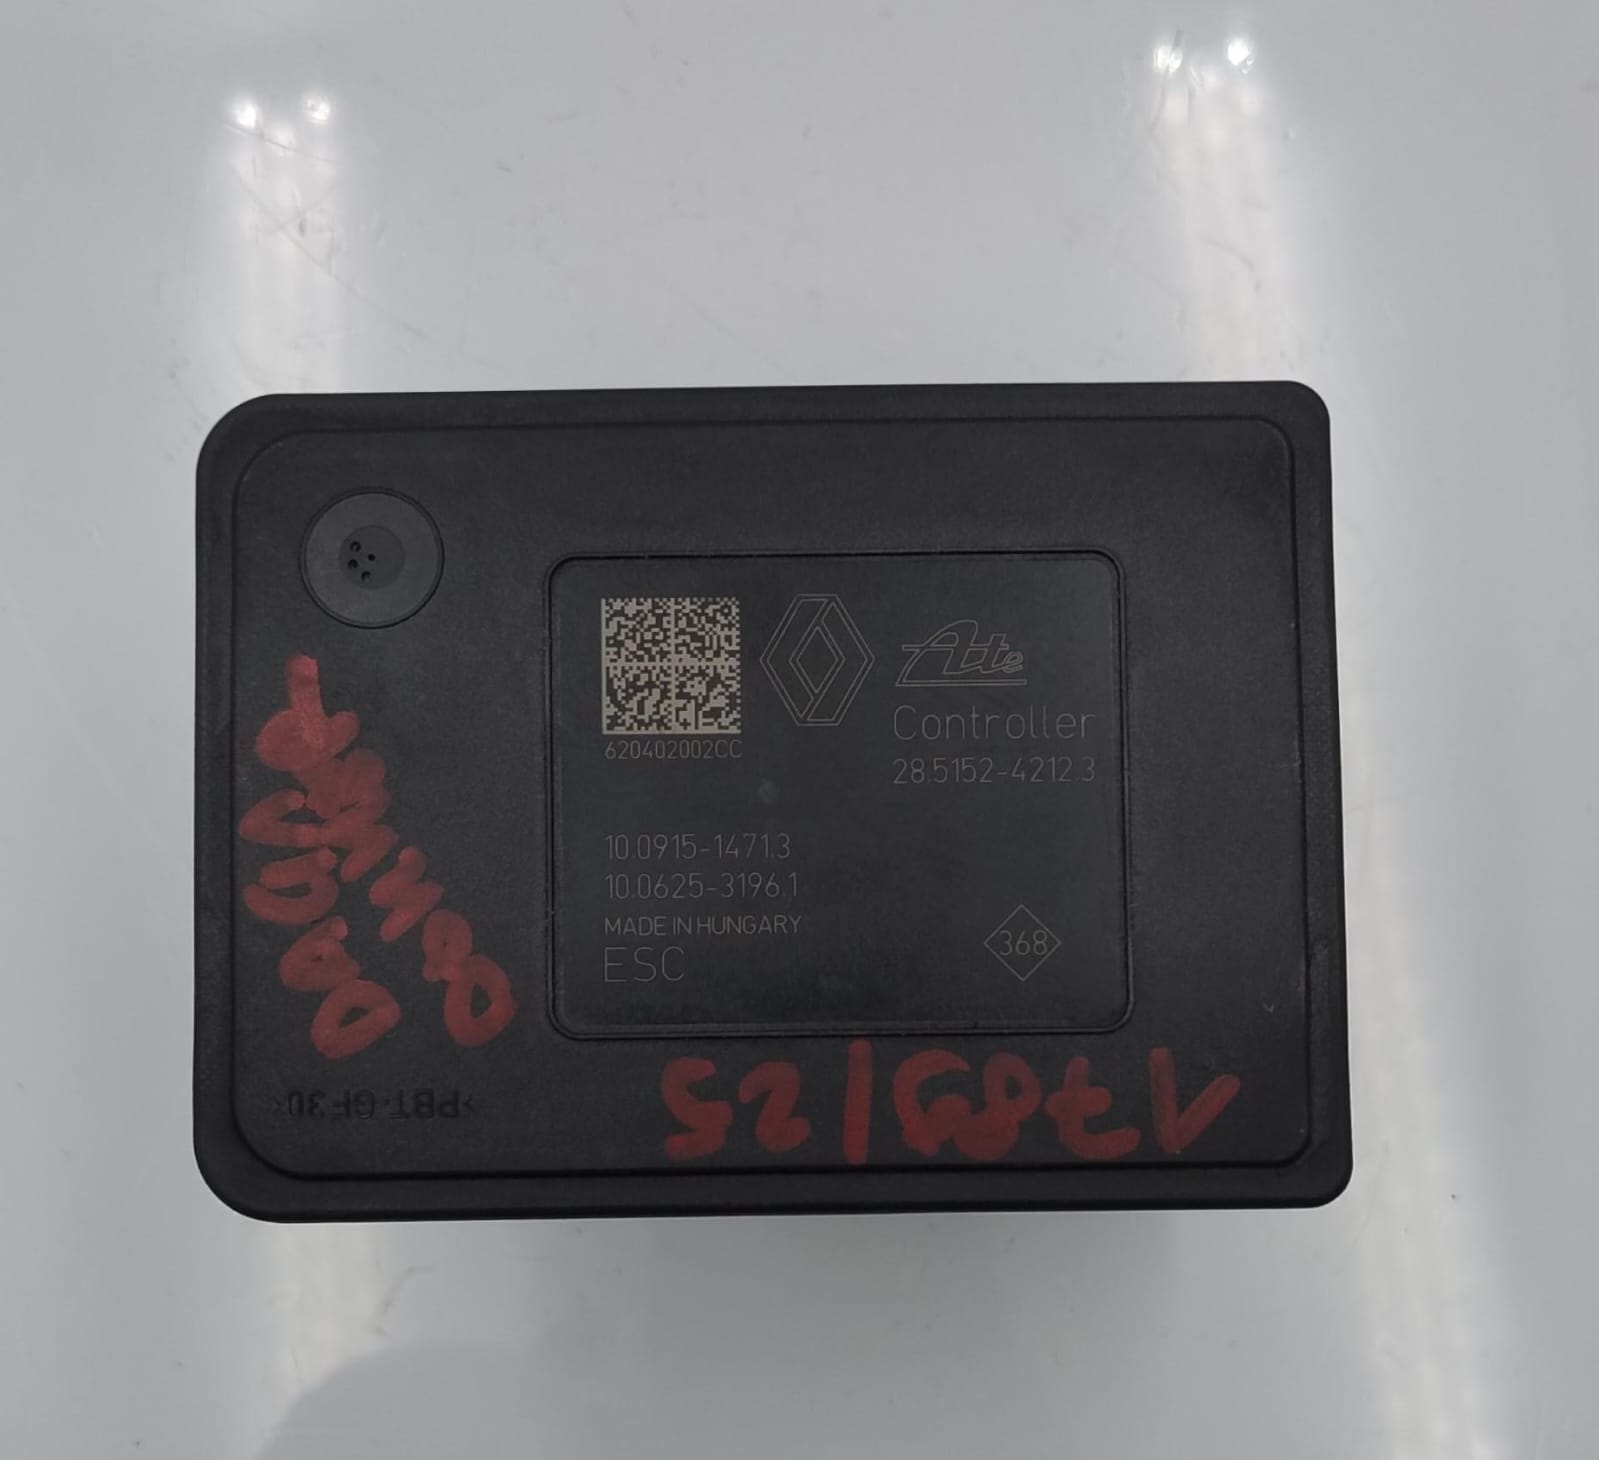 Ate
620402002CC
Controller
28.5152-4212.3
10.0915-1471.3
10.0625-3196.1
MADE IN HUNGARY
ESC
368
>PBT-GF30<